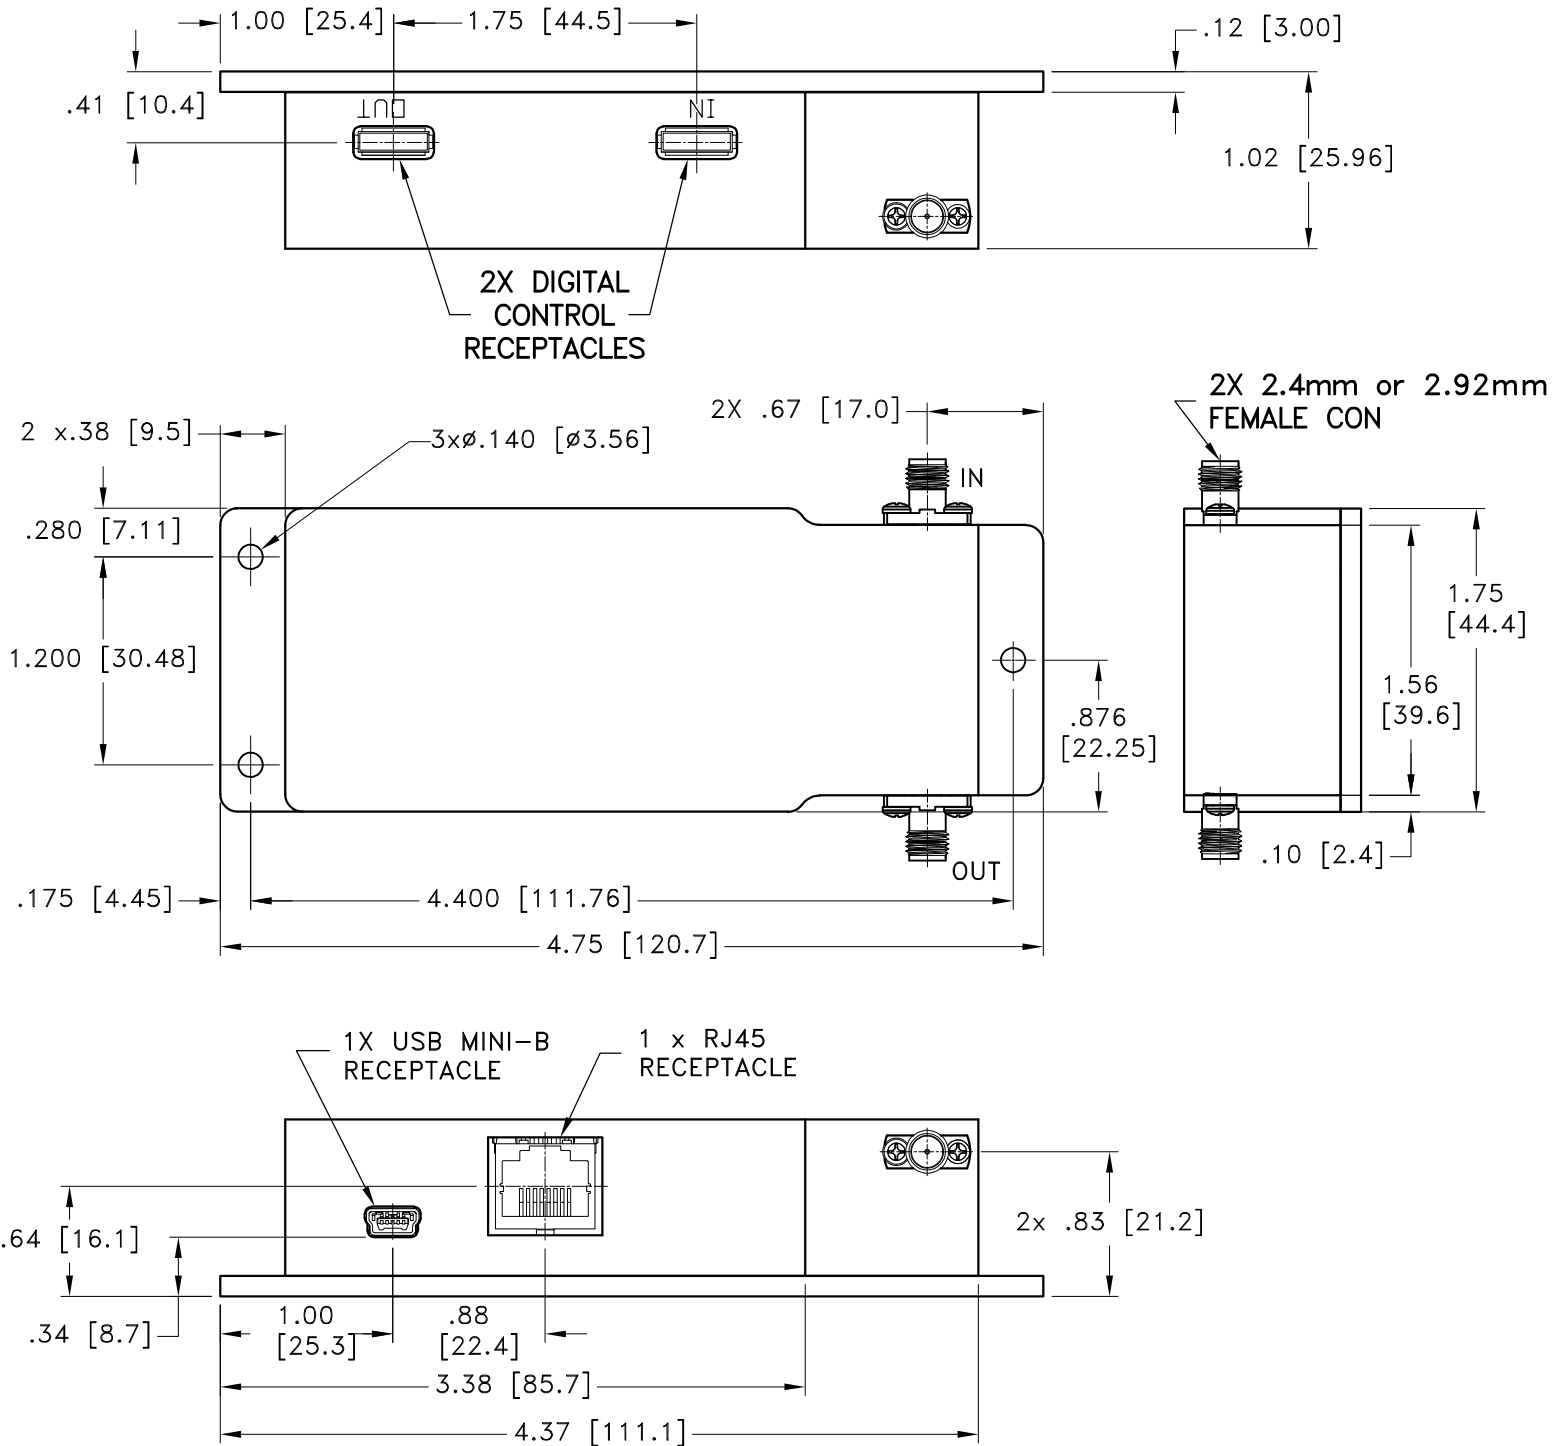 1.00 [25.4]
1.75 [44.5]
.12 [3.00]
.41 [10.4]
OUT
IN
1.02 [25.96]
2X DIGITAL
CONTROL
RECEPTACLES
2X 2.4mm or 2.92mm
FEMALE CON
2X .67 [17.0]
2 x.38 [9.5]
3xø.140 [ø3.56]
IN
.280 [7.11]
1.200 [30.48]
1.75
[44.4]
1.56
[39.6]
.876
[22.25]
.10 [2.4]
OUT
.175 [4.45]
4.400 [111.76]
4.75 [120.7]
1X USB MINI-B
RECEPTACLE
1 x RJ45
RECEPTACLE
2x .83 [21.2]
.64 [16.1]
.34 [8.7]
1.00
[25.3]
.88
[22.4]
3.38 [85.7]
4.37 [111.1]